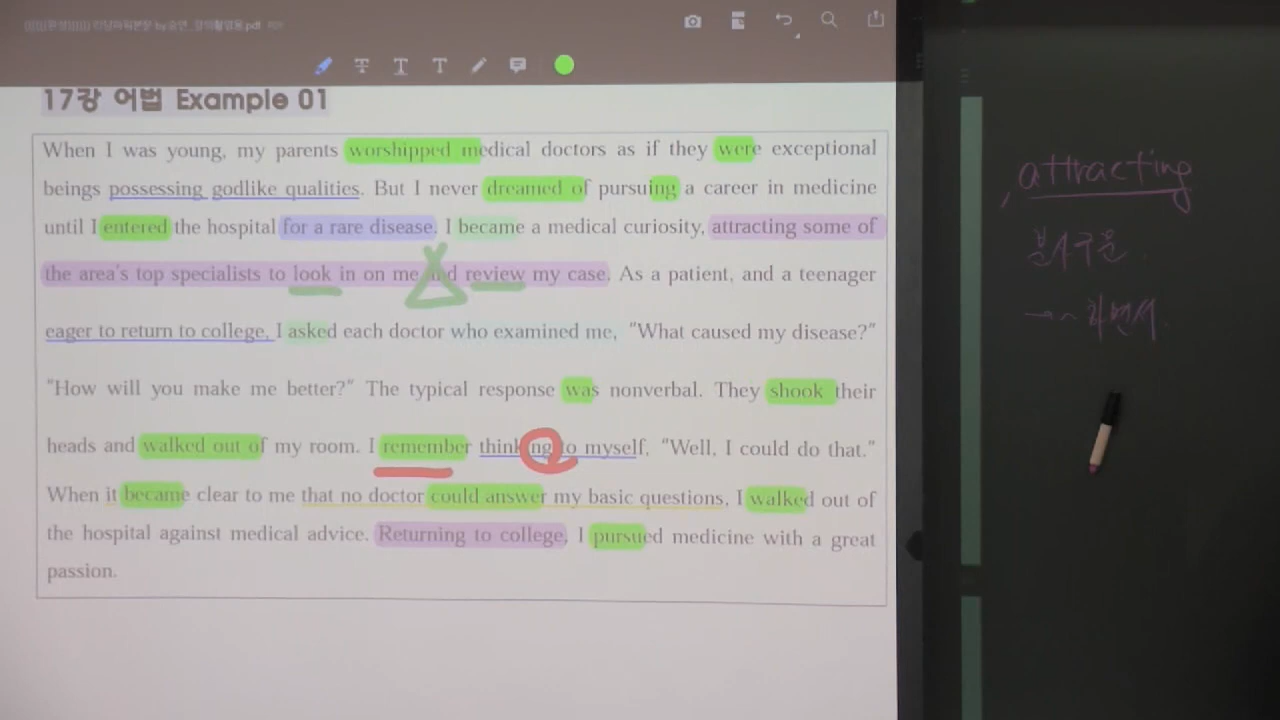 17강 어법 Example 01
When I was young, my parents worshipped medical doctors as if they were exceptional
beings possessing godlike qualities. But I never dreamed of pursuing a career in medicine
until I entered the hospital for a rare disease. I became a medical curiosity, attracting some of
the area's top specialists to look in on me and review my case. As a patient, and a teenager
eager to return to college, I asked each doctor who examined me, "What caused my disease?"
"How will you make me better?" The typical response was nonverbal. They shook their
heads and walked out of my room. I remember thinking to myself, "Well, I could do that."
When it became clear to me that no doctor could answer my basic questions, I walked out of
the hospital against medical advice. Returning to college, I pursued medicine with a great
passion.
, attracting
분사구문
→ ~ 하면서